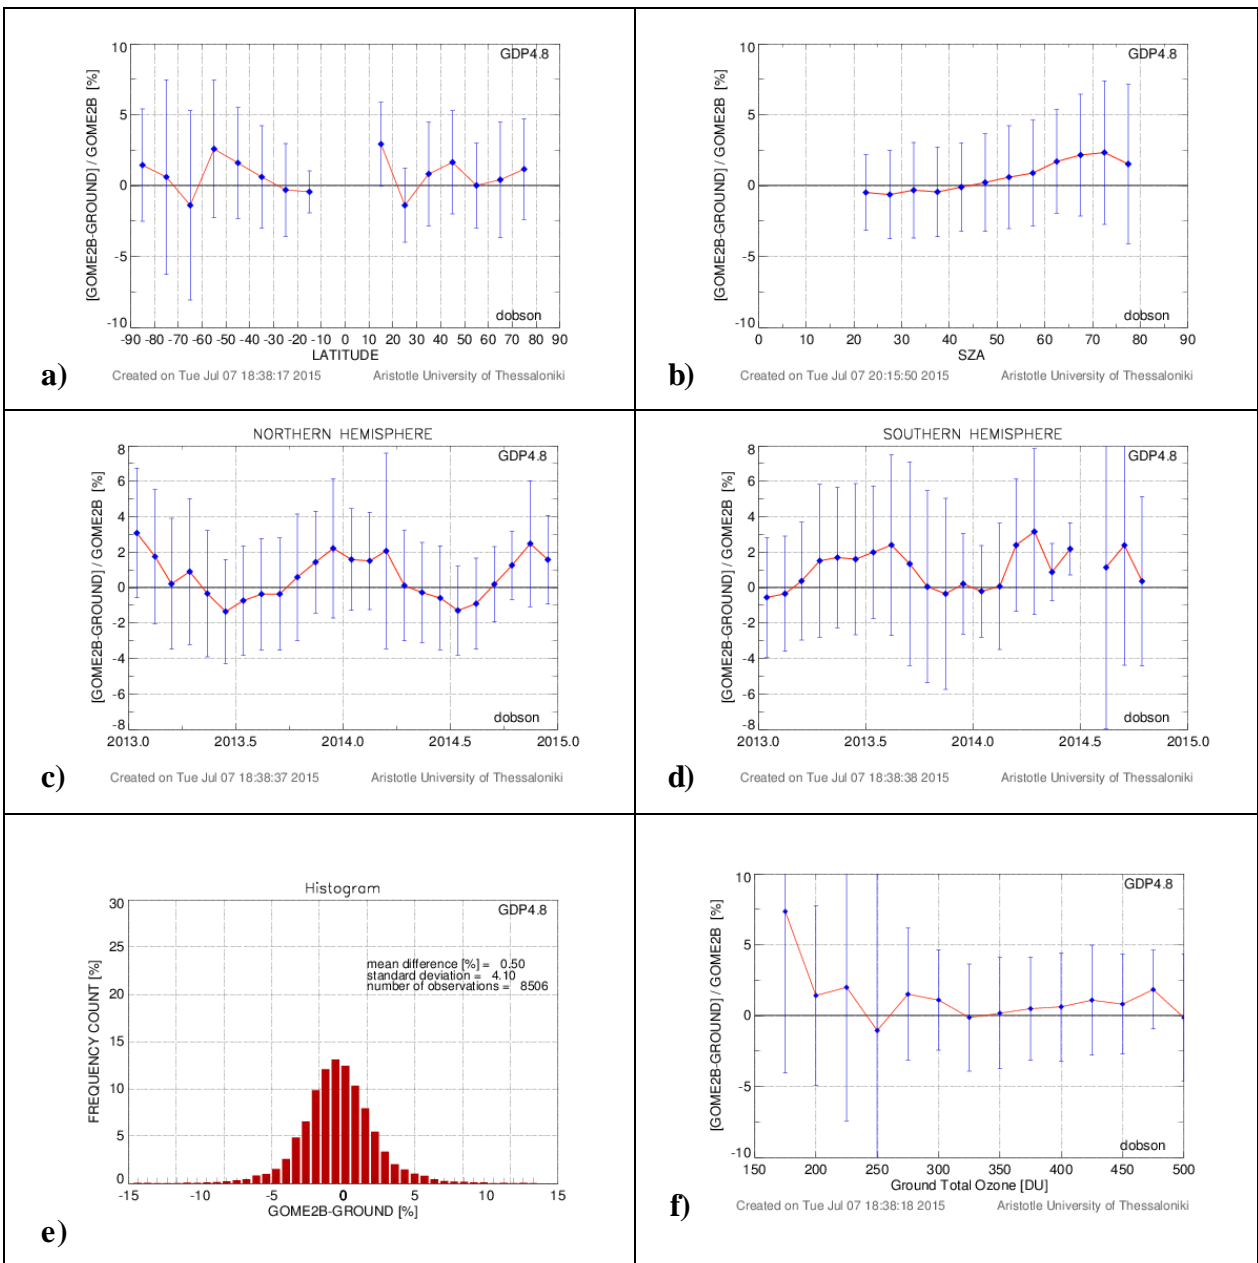 10
GDP4.8
5
0
-5
-10
[GOME2B-GROUND] / GOME2B [%]
dobson
-90 -80 -70 -60 -50 -40 -30 -20 -10 0 10 20 30 40 50 60 70 80 90
LATITUDE
a)
Created on Tue Jul 07 18:38:17 2015 Aristotle University of Thessaloniki
10
GDP4.8
5
0
-5
-10
[GOME2B-GROUND] / GOME2B [%]
dobson
0 10 20 30 40 50 60 70 80 90
SZA
b)
Created on Tue Jul 07 20:15:50 2015 Aristotle University of Thessaloniki
NORTHERN HEMISPHERE
8
GDP4.8
6
4
2
0
-2
-4
-6
-8
[GOME2B-GROUND] / GOME2B [%]
dobson
2013.0 2013.5 2014.0 2014.5 2015.0
c)
Created on Tue Jul 07 18:38:37 2015 Aristotle University of Thessaloniki
SOUTHERN HEMISPHERE
8
GDP4.8
6
4
2
0
-2
-4
-6
-8
[GOME2B-GROUND] / GOME2B [%]
dobson
2013.0 2013.5 2014.0 2014.5 2015.0
d)
Created on Tue Jul 07 18:38:38 2015 Aristotle University of Thessaloniki
Histogram
30
GDP4.8
25
20
15
10
5
0
FREQUENCY COUNT [%]
mean difference [%] = 0.50
standard deviation = 4.10
number of observations = 8506
-15 -10 -5 0 5 10 15
GOME2B-GROUND [%]
e)
10
GDP4.8
5
0
-5
-10
[GOME2B-GROUND] / GOME2B [%]
dobson
150 200 250 300 350 400 450 500
Ground Total Ozone [DU]
f)
Created on Tue Jul 07 18:38:18 2015 Aristotle University of Thessaloniki